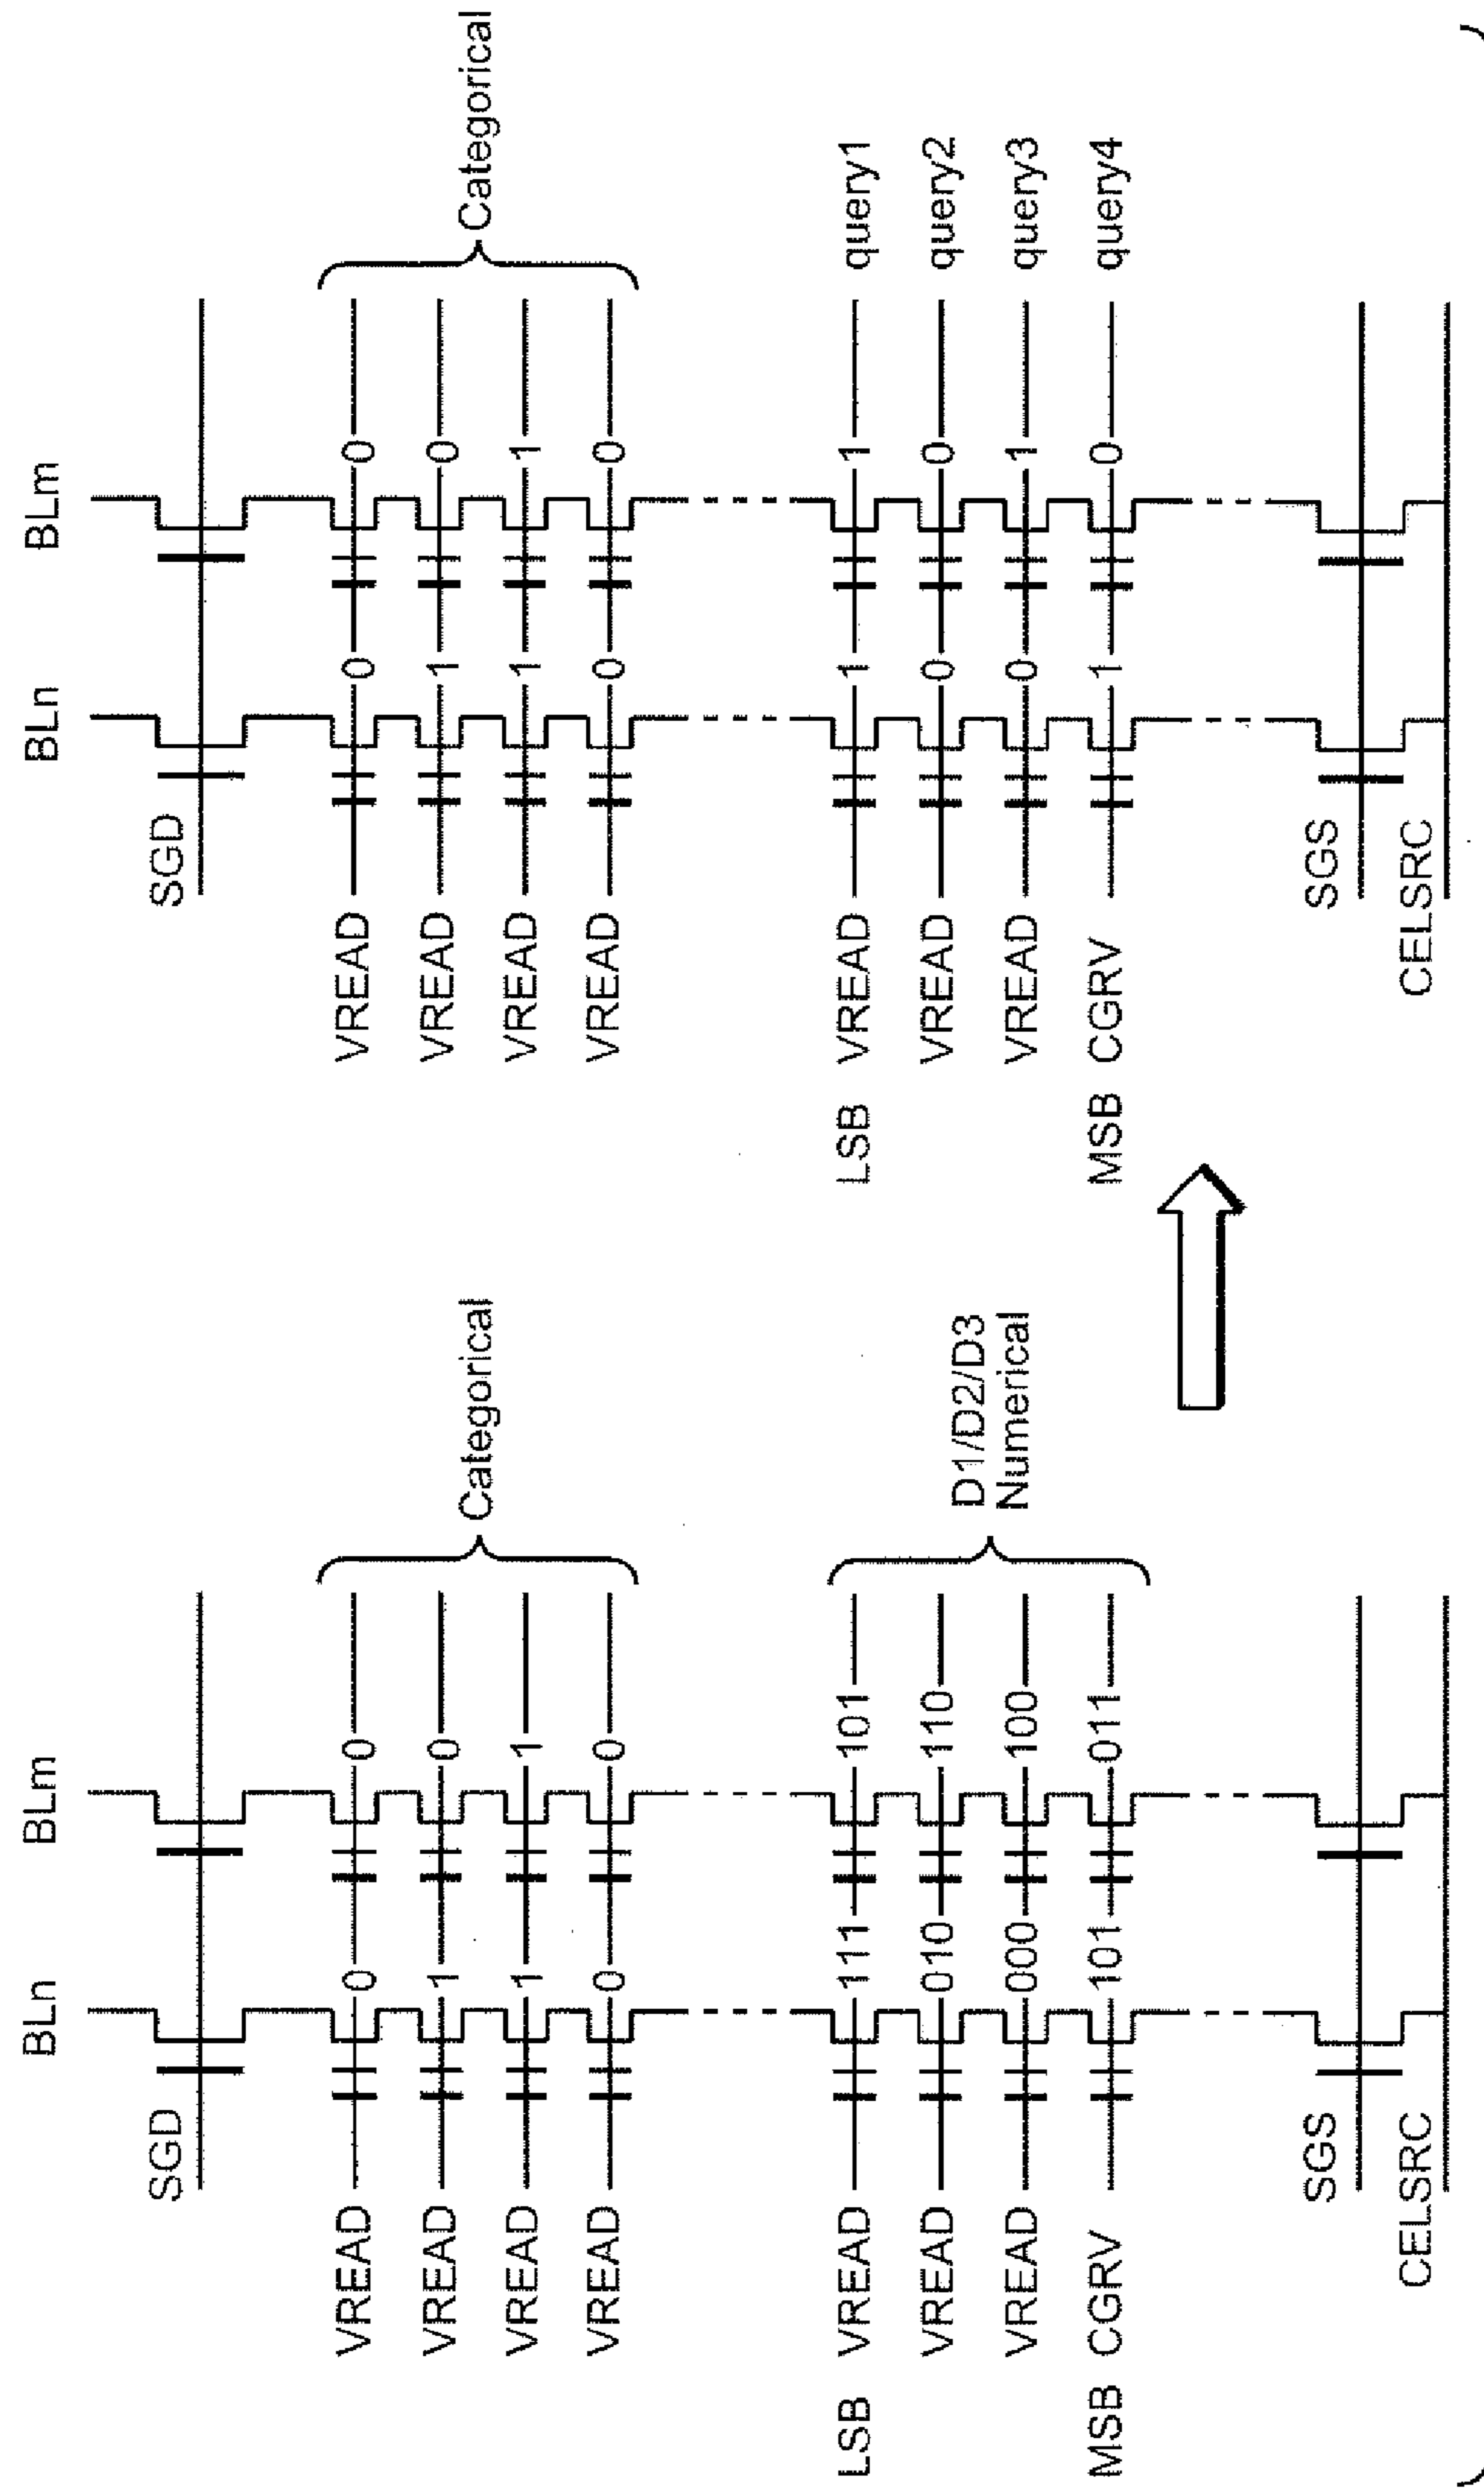 BLn BLm
SGD
VREAD 0 0
VREAD 1 0
VREAD 1 1
VREAD 0 0
Categorical
LSB VREAD 111 101
VREAD 010 110
VREAD 000 100
MSB CGRV 101 011
D1/D2/D3
Numerical
SGS
CELSRC
BLn BLm
SGD
VREAD 0 0
VREAD 1 0
VREAD 1 1
VREAD 0 0
Categorical
LSB VREAD 1 1 query1
VREAD 0 0 query2
VREAD 0 1 query3
MSB CGRV 1 0 query4
SGS
CELSRC